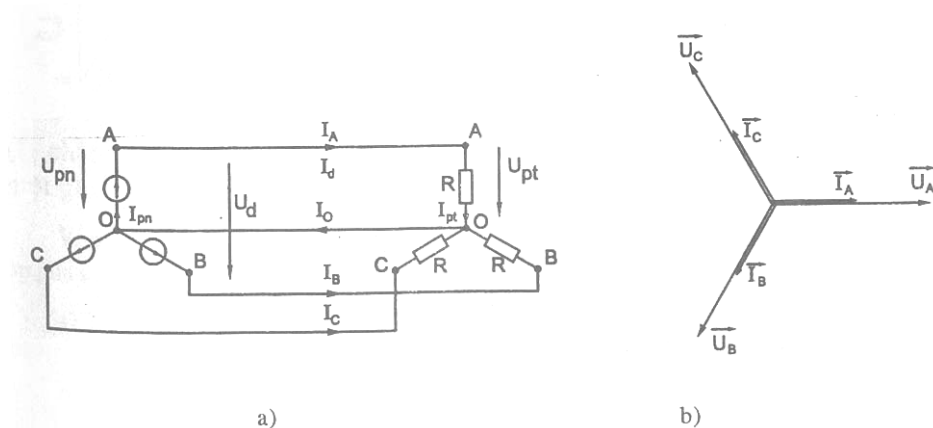 A
I_A
A
U_pn
I_d
R
U_pt
U_d
O
I_pn
I_O
I_pt
O
C
B
C
R
R
B
I_B
I_C
a)
U_C
I_C
I_A
U_A
I_B
U_B
b)